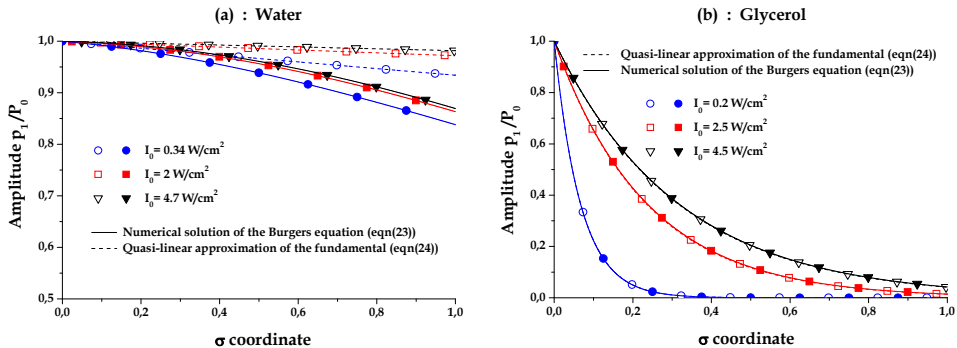 (a) : Water
Amplitude p₁/P₀
1,0
0,9
0,8
0,7
0,6
0,5
I₀= 0.34 W/cm²
I₀= 2 W/cm²
I₀= 4.7 W/cm²
Numerical solution of the Burgers equation (eqn(23))
Quasi-linear approximation of the fundamental (eqn(24))
0,0 0,2 0,4 0,6 0,8 1,0
σ coordinate
(b) : Glycerol
Amplitude p₁/P₀
1,0
0,8
0,6
0,4
0,2
0,0
Quasi-linear approximation of the fundamental (eqn(24))
Numerical solution of the Burgers equation (eqn(23))
I₀= 0.2 W/cm²
I₀= 2.5 W/cm²
I₀= 4.5 W/cm²
0,0 0,2 0,4 0,6 0,8 1,0
σ coordinate